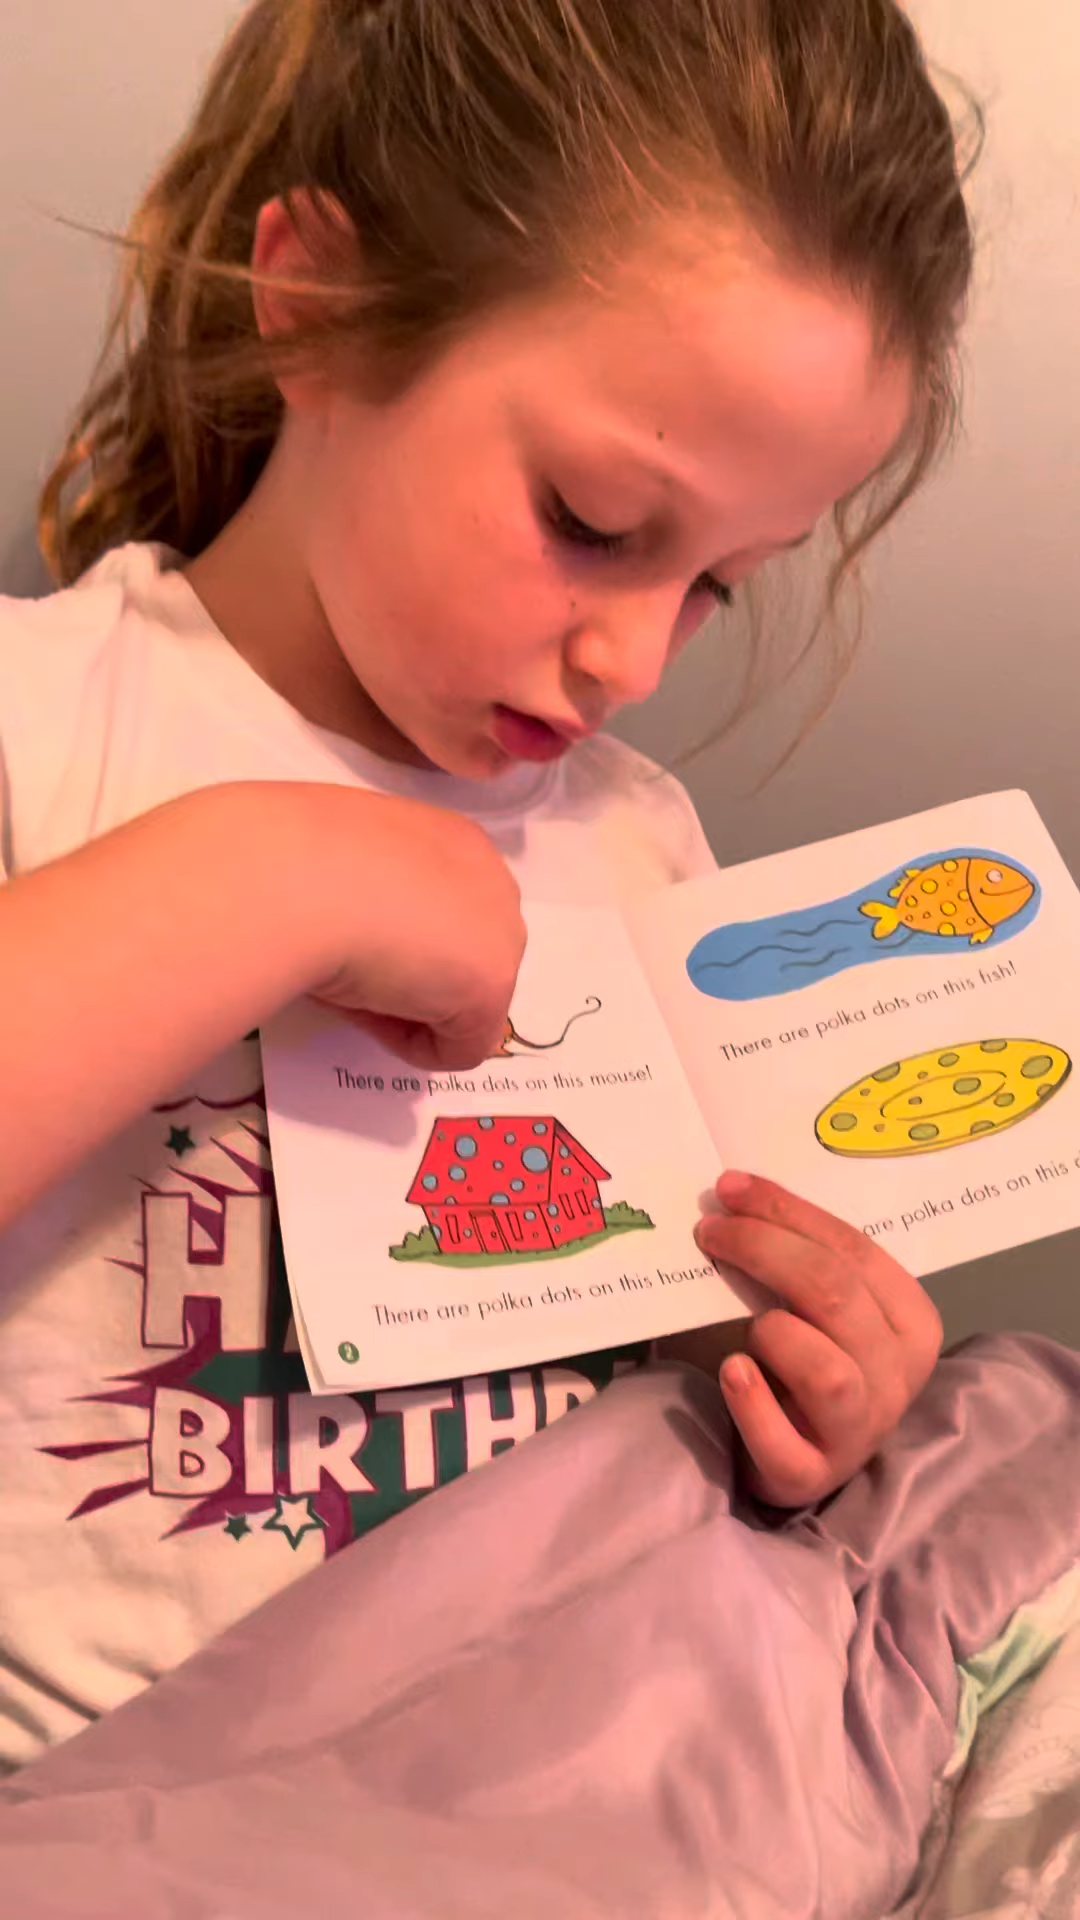 There are polka dots on this mouse!
There are polka dots on this house!
2
There are polka dots on this fish!
are polka dots on this
H
BIRTHD